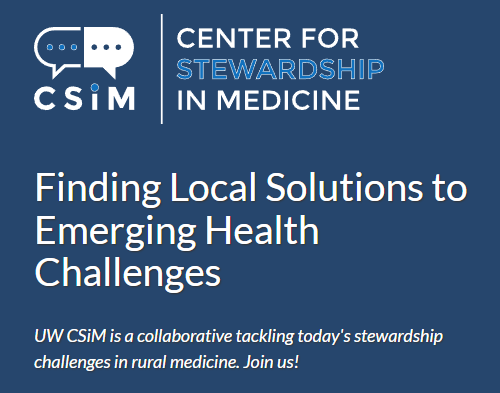 CSiM
CENTER FOR
STEWARDSHIP
IN MEDICINE
Finding Local Solutions to
Emerging Health
Challenges
UW CSiM is a collaborative tackling today's stewardship
challenges in rural medicine. Join us!